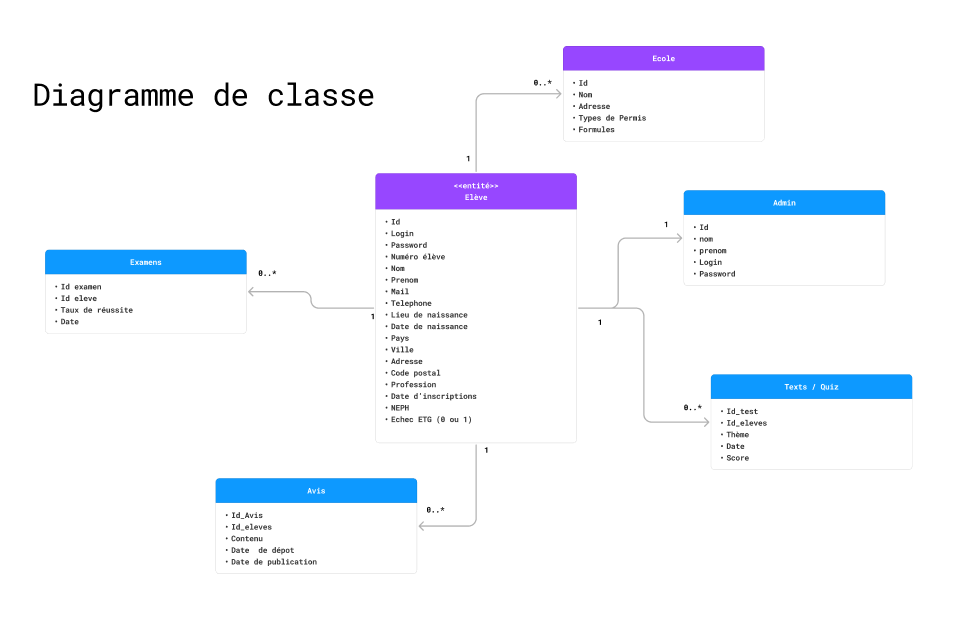 Diagramme de classe
Ecole
• Id
• Nom
• Adresse
• Types de Permis
• Formules
0..*
1
<<entité>>
Elève
• Id
• Login
• Password
• Numéro élève
• Nom
• Prenom
• Mail
• Telephone
• Lieu de naissance
• Date de naissance
• Pays
• Ville
• Adresse
• Code postal
• Profession
• Date d'inscriptions
• NEPH
• Echec ETG (0 ou 1)
Admin
• Id
• nom
• prenom
• Login
• Password
1
1
Examens
• Id examen
• Id eleve
• Taux de réussite
• Date
0..*
1
Texts / Quiz
• Id_test
• Id_eleves
• Thème
• Date
• Score
0..*
1
Avis
• Id_Avis
• Id_eleves
• Contenu
• Date  de dépot
• Date de publication
0..*